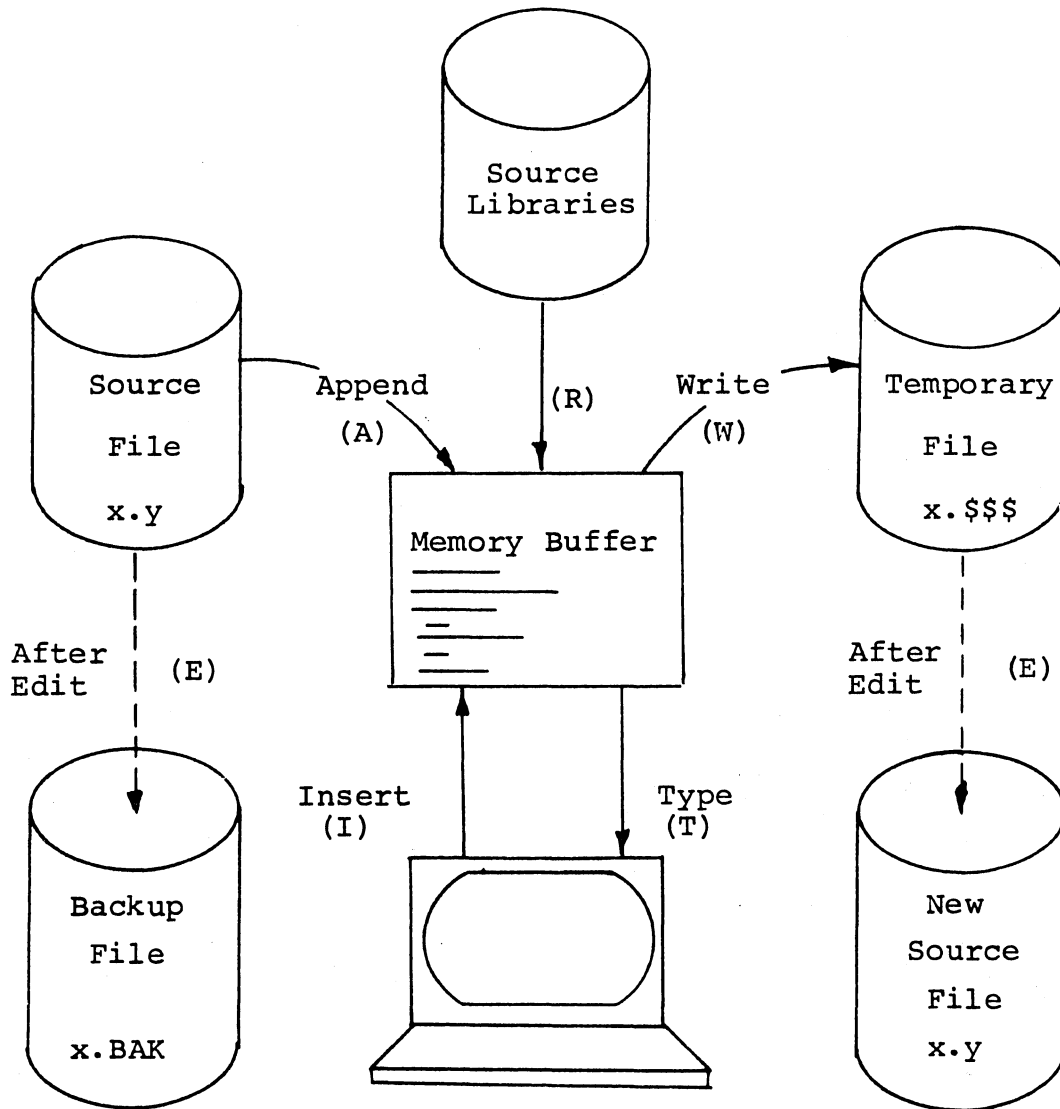 Source
Libraries
Source
File
x.y
Append
(A)
(R)
Write
(W)
Temporary
File
x.$$$
Memory Buffer
After
Edit
(E)
After
Edit
(E)
Insert
(I)
Type
(T)
Backup
File
x.BAK
New
Source
File
x.y